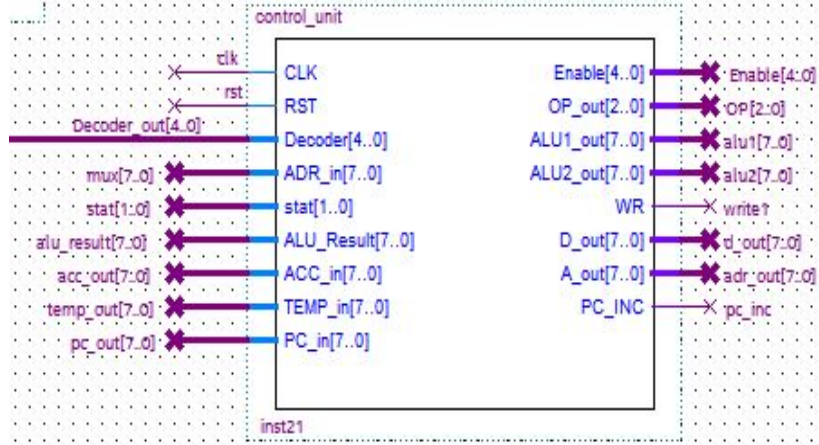 control_unit
clk
CLK
Enable[4..0]
Enable[4:0]
rst
RST
OP_out[2..0]
OP[2:0]
Decoder_out[4..0]
Decoder[4..0]
ALU1_out[7..0]
alu1[7..0]
mux[7..0]
ADR_in[7..0]
ALU2_out[7..0]
alu2[7..0]
stat[1:0]
stat[1..0]
WR
write1
alu_result[7:0]
ALU_Result[7..0]
D_out[7..0]
d_out[7:0]
acc_out[7:0]
ACC_in[7..0]
A_out[7..0]
adr_out[7:0]
temp_out[7..0]
TEMP_in[7..0]
PC_INC
pc_inc
pc_out[7..0]
PC_in[7..0]
inst21